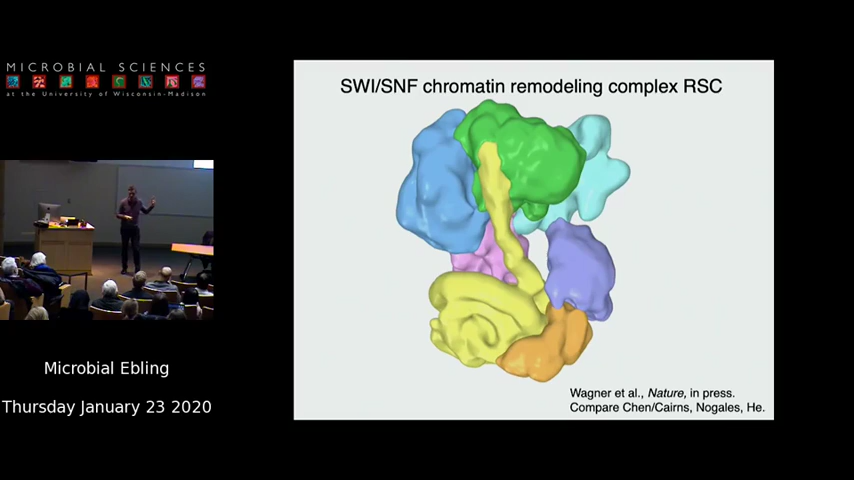 MICROBIAL SCIENCES
at the University of Wisconsin-Madison
Microbial Ebling
Thursday January 23 2020
SWI/SNF chromatin remodeling complex RSC
Wagner et al., Nature, in press.
Compare Chen/Cairns, Nogales, He.